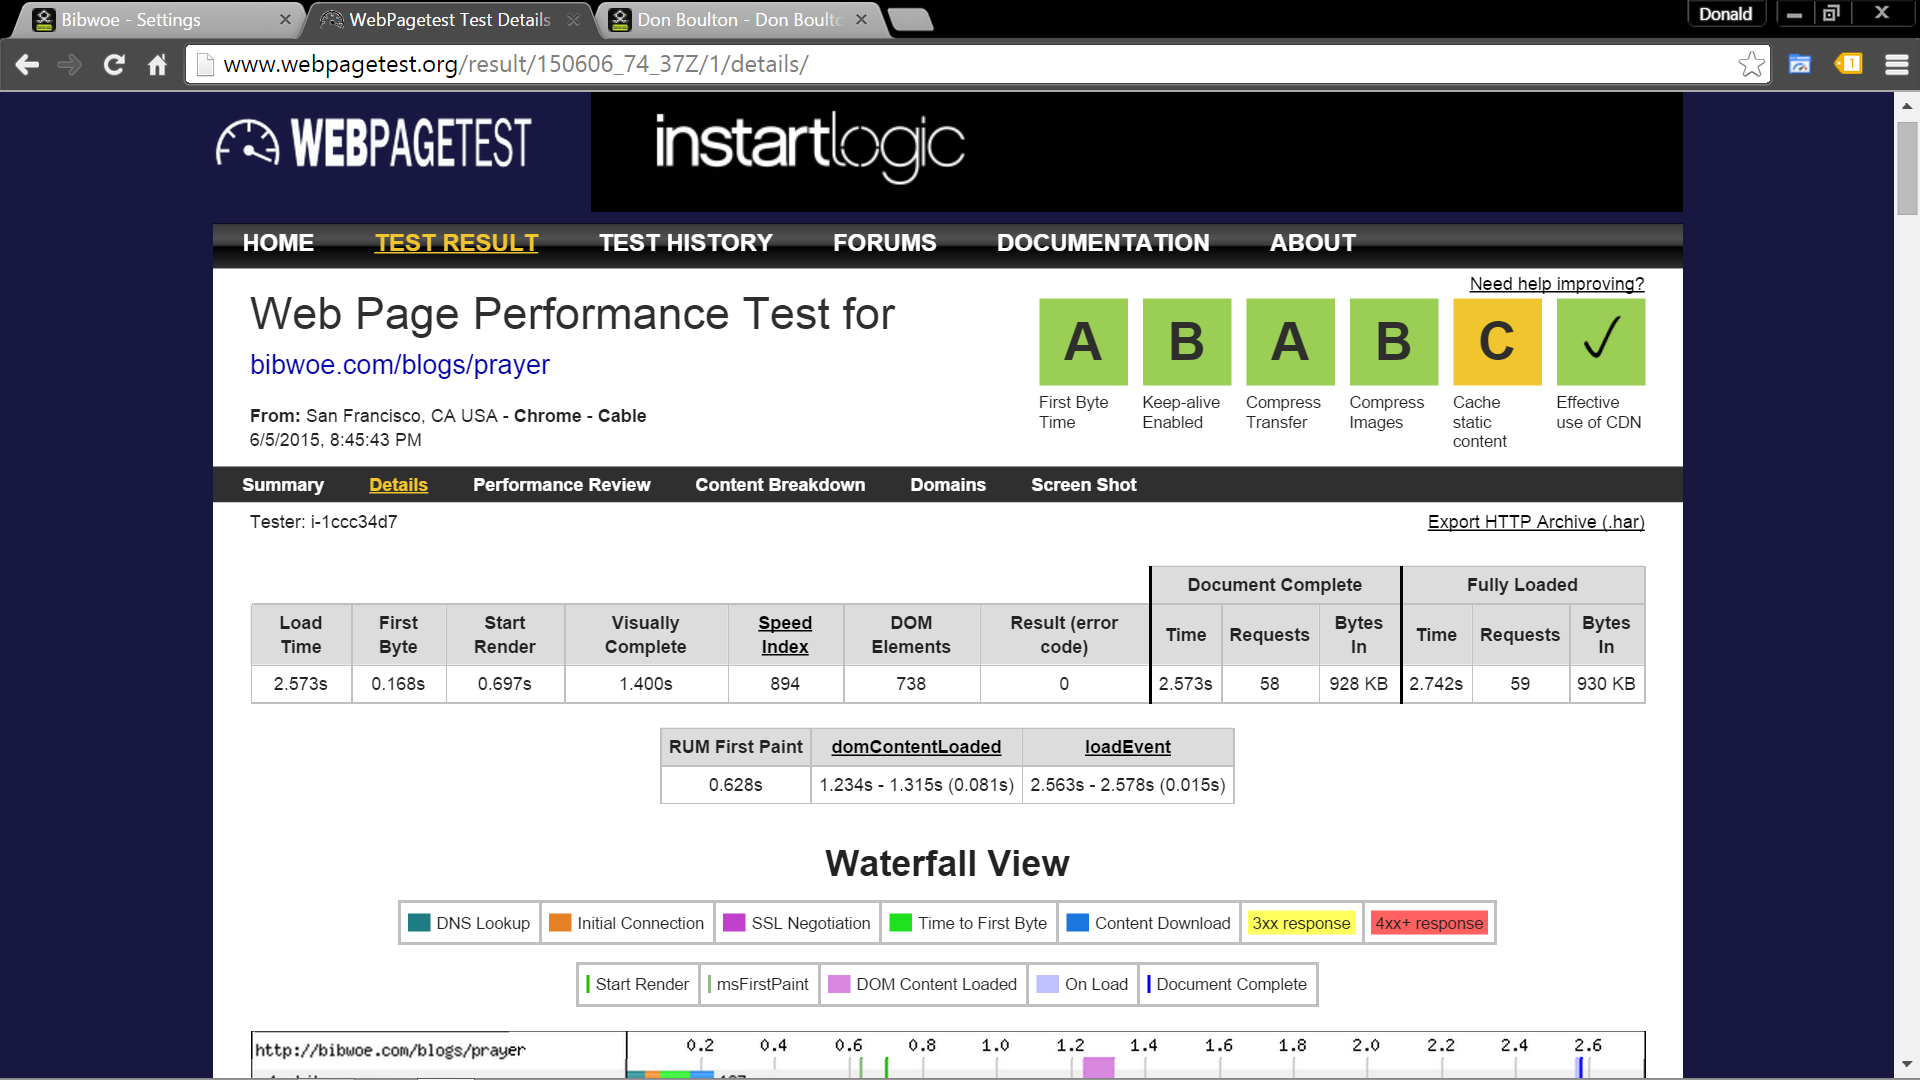 Bibwoe - Settings
WebPagetest Test Details
Don Boulton - Don Boulto
Donald
www.webpagetest.org/result/150606_74_37Z/1/details/
1
WEBPAGETEST
instartlogic
HOME TEST RESULT TEST HISTORY FORUMS DOCUMENTATION ABOUT
Need help improving?
Web Page Performance Test for
bibwoe.com/blogs/prayer
From: San Francisco, CA USA - Chrome - Cable
6/5/2015, 8:45:43 PM
A B A B C ✓
First Byte Time
Keep-alive Enabled
Compress Transfer
Compress Images
Cache static content
Effective use of CDN
Summary Details Performance Review Content Breakdown Domains Screen Shot
Tester: i-1ccc34d7
Export HTTP Archive (.har)
Document Complete Fully Loaded
Load Time First Byte Start Render Visually Complete Speed Index DOM Elements Result (error code) Time Requests Bytes In Time Requests Bytes In
2.573s 0.168s 0.697s 1.400s 894 738 0 2.573s 58 928 KB 2.742s 59 930 KB
RUM First Paint domContentLoaded loadEvent
0.628s 1.234s - 1.315s (0.081s) 2.563s - 2.578s (0.015s)
Waterfall View
DNS Lookup Initial Connection SSL Negotiation Time to First Byte Content Download 3xx response 4xx+ response
Start Render msFirstPaint DOM Content Loaded On Load Document Complete
http://bibwoe.com/blogs/prayer 0.2 0.4 0.6 0.8 1.0 1.2 1.4 1.6 1.8 2.0 2.2 2.4 2.6